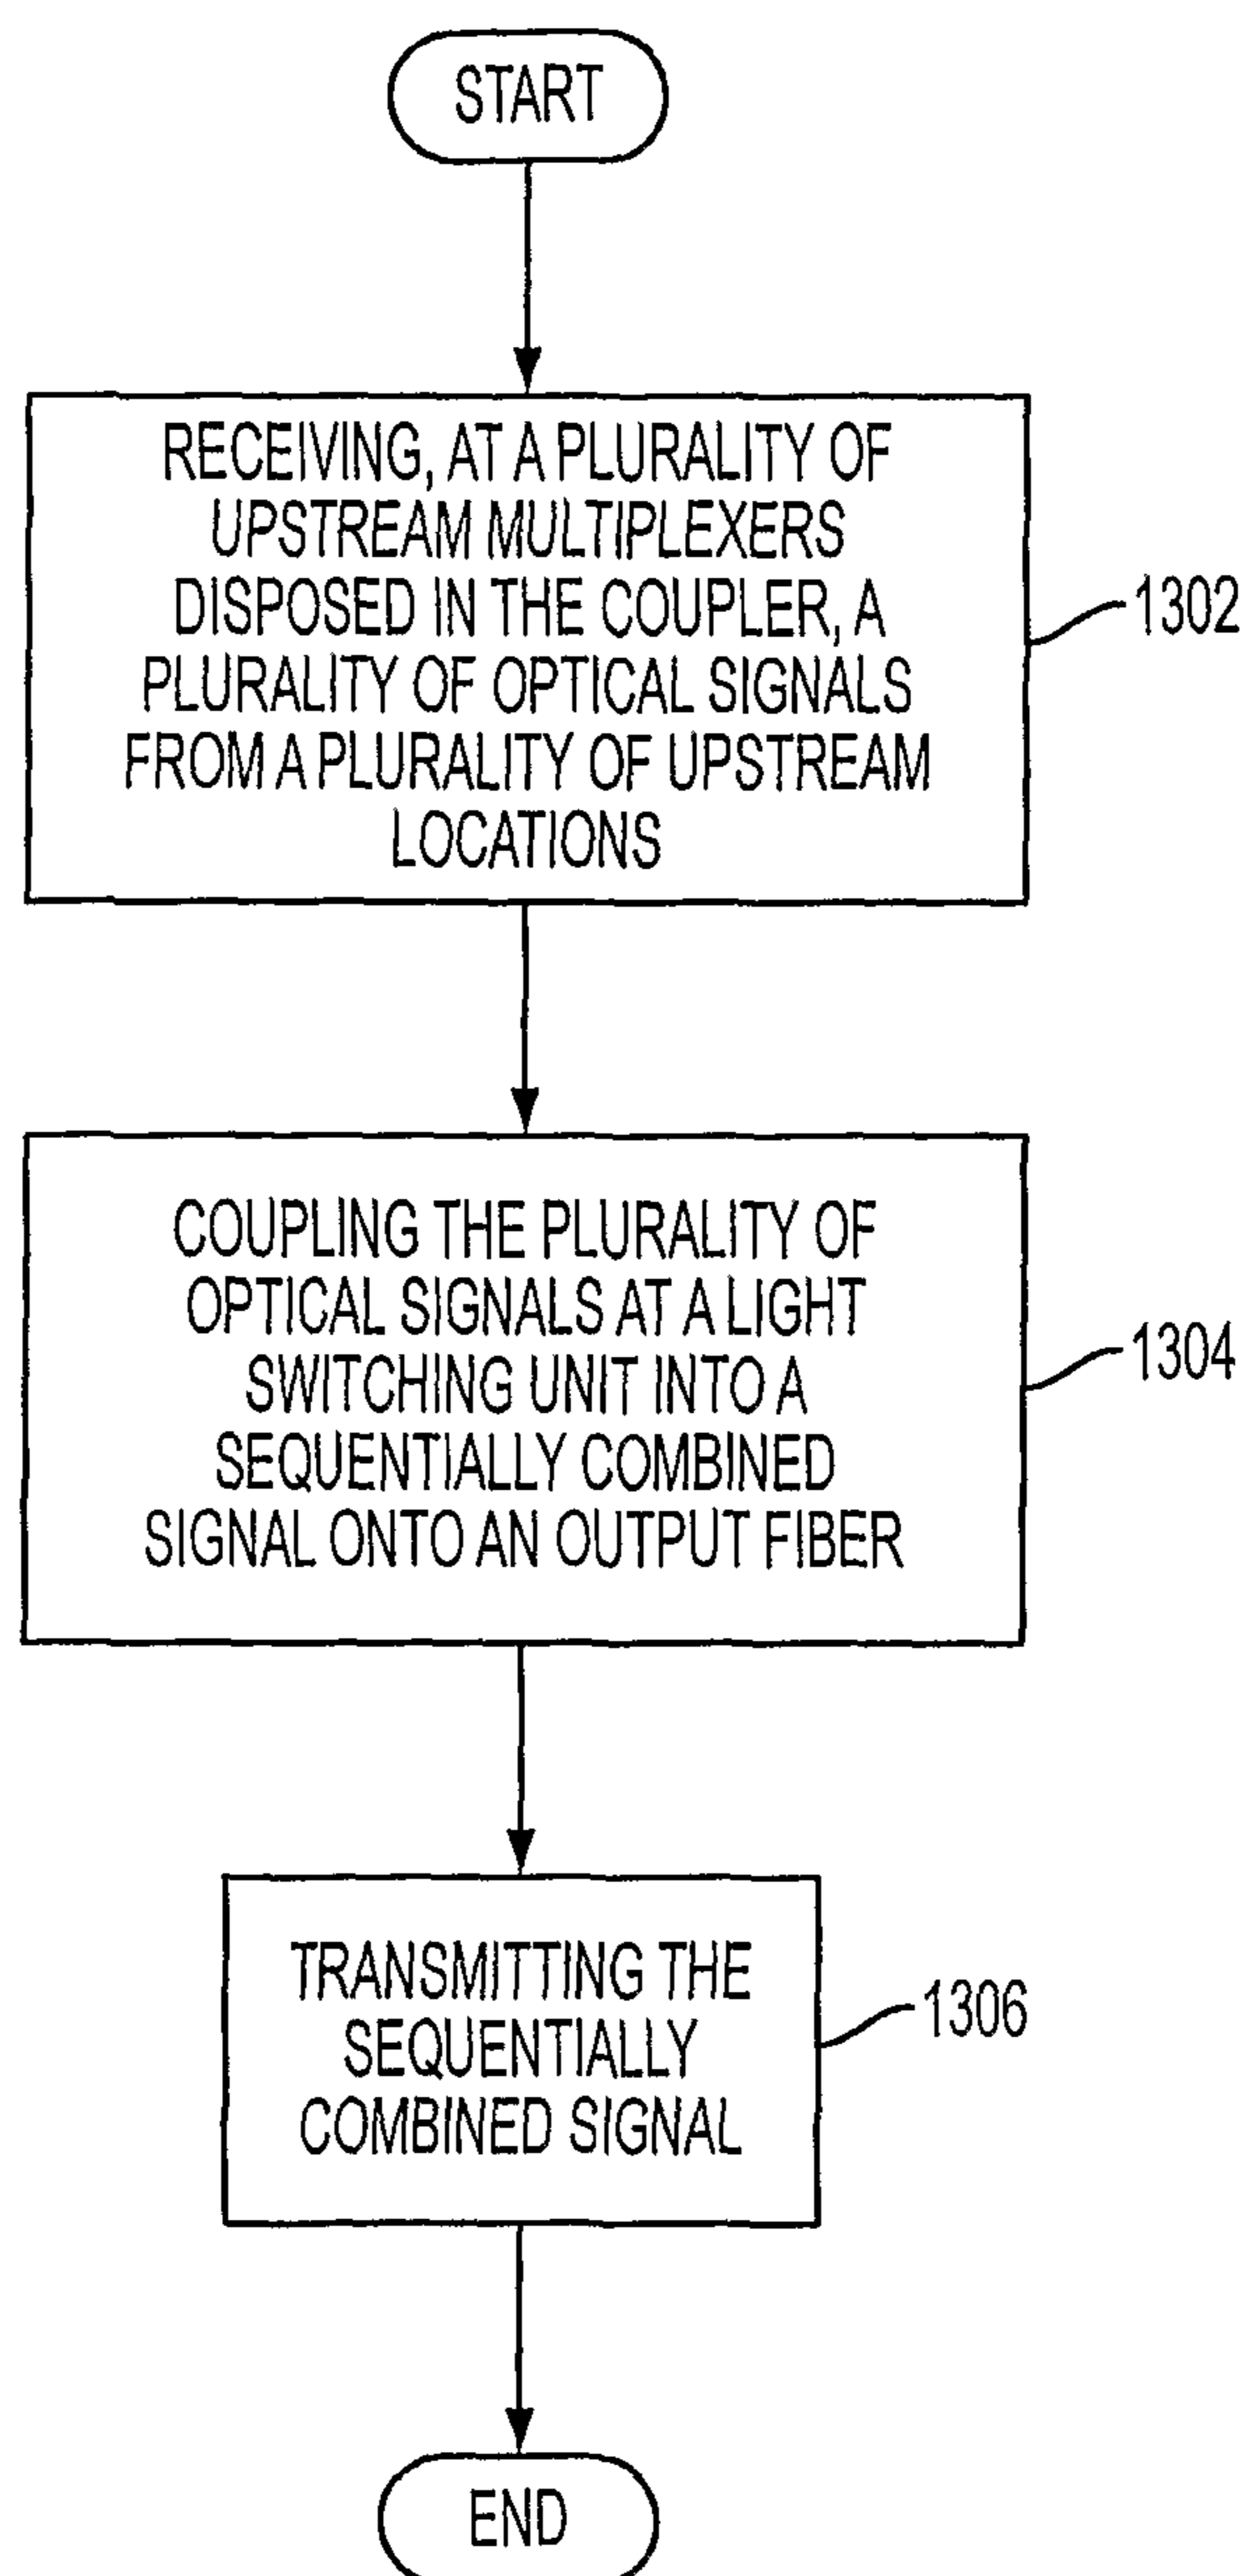 START
RECEIVING, AT A PLURALITY OF
UPSTREAM MULTIPLEXERS
DISPOSED IN THE COUPLER, A
PLURALITY OF OPTICAL SIGNALS
FROM A PLURALITY OF UPSTREAM
LOCATIONS
1302
COUPLING THE PLURALITY OF
OPTICAL SIGNALS AT A LIGHT
SWITCHING UNIT INTO A
SEQUENTIALLY COMBINED
SIGNAL ONTO AN OUTPUT FIBER
1304
TRANSMITTING THE
SEQUENTIALLY
COMBINED SIGNAL
1306
END